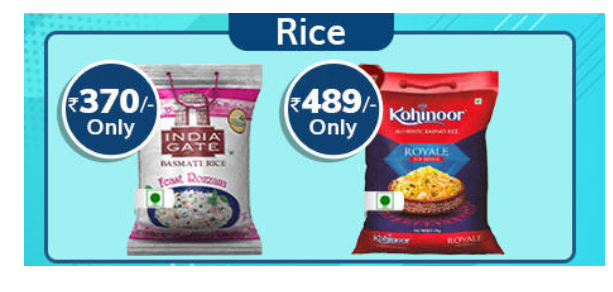 Rice
₹370/-
Only
INDIA
GATE
BASMATI RICE
Feast Rozzana
₹489/-
Only
Kohinoor
AUTHENTIC BASMATI RICE
ROYALE
Kohinoor
ROYALE